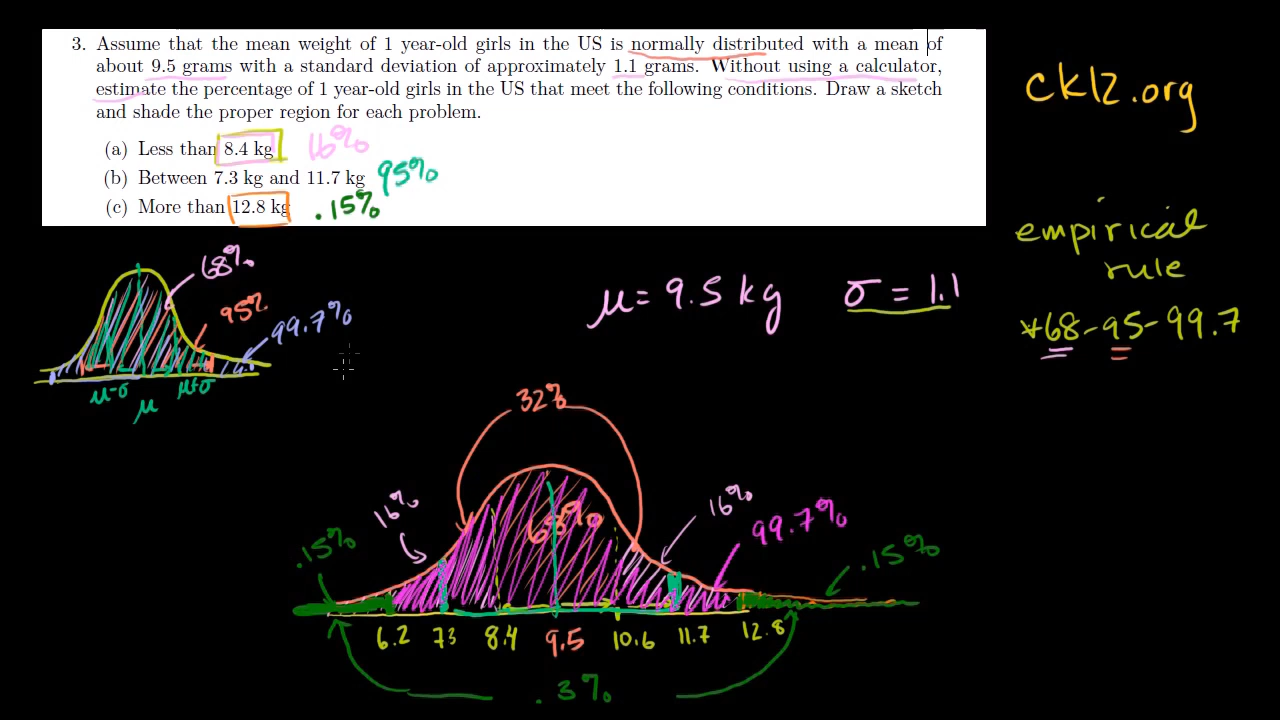 3. Assume that the mean weight of 1 year-old girls in the US is normally distributed with a mean of
about 9.5 grams with a standard deviation of approximately 1.1 grams. Without using a calculator,
estimate the percentage of 1 year-old girls in the US that meet the following conditions. Draw a sketch
and shade the proper region for each problem.
(a) Less than 8.4 kg 16%
(b) Between 7.3 kg and 11.7 kg 95%
(c) More than 12.8 kg .15%
ck12.org
empirical
rule
*68-95-99.7
μ = 9.5 kg σ = 1.1
68%
95%
99.7%
μ-σ μ μ+σ
32%
16% 68% 16% 99.7%
.15% .15%
6.2 7.3 8.4 9.5 10.6 11.7 12.8
.3%